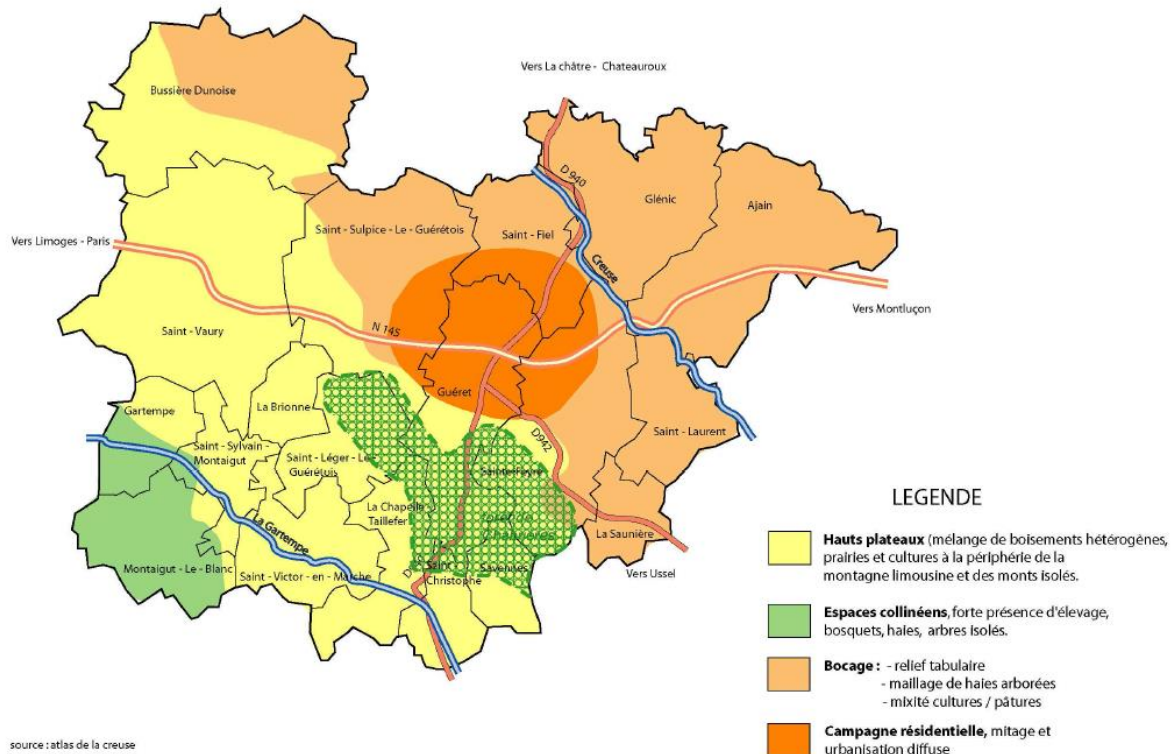 Vers La châtre - Chateauroux
Bussière Dunoise
D 940
Glénic
Ajain
Saint - Sulpice - Le - Guérétois
Saint - Fiel
Vers Limoges - Paris
Creuse
Vers Montluçon
Saint - Vaury
N 145
Guéret
La Brionne
Gartempe
D942
Saint - Laurent
Saint - Sylvain
Montaigut
Saint - Léger - Le -
Guérétois
Sainte-Feyre
La Chapelle
Taillefer
La Saunière
La Gartempe
Montaigut - Le - Blanc
Saint - Victor - en - Marche
Saint
Christophe
Savennes
Vers Ussel
LEGENDE
Hauts plateaux (mélange de boisements hétérogènes,
prairies et cultures à la périphérie de la
montagne limousine et des monts isolés.
Espaces collinéens, forte présence d'élevage,
bosquets, haies, arbres isolés.
Bocage : - relief tabulaire
- maillage de haies arborées
- mixité cultures / pâtures
Campagne résidentielle, mitage et
urbanisation diffuse
source : atlas de la creuse